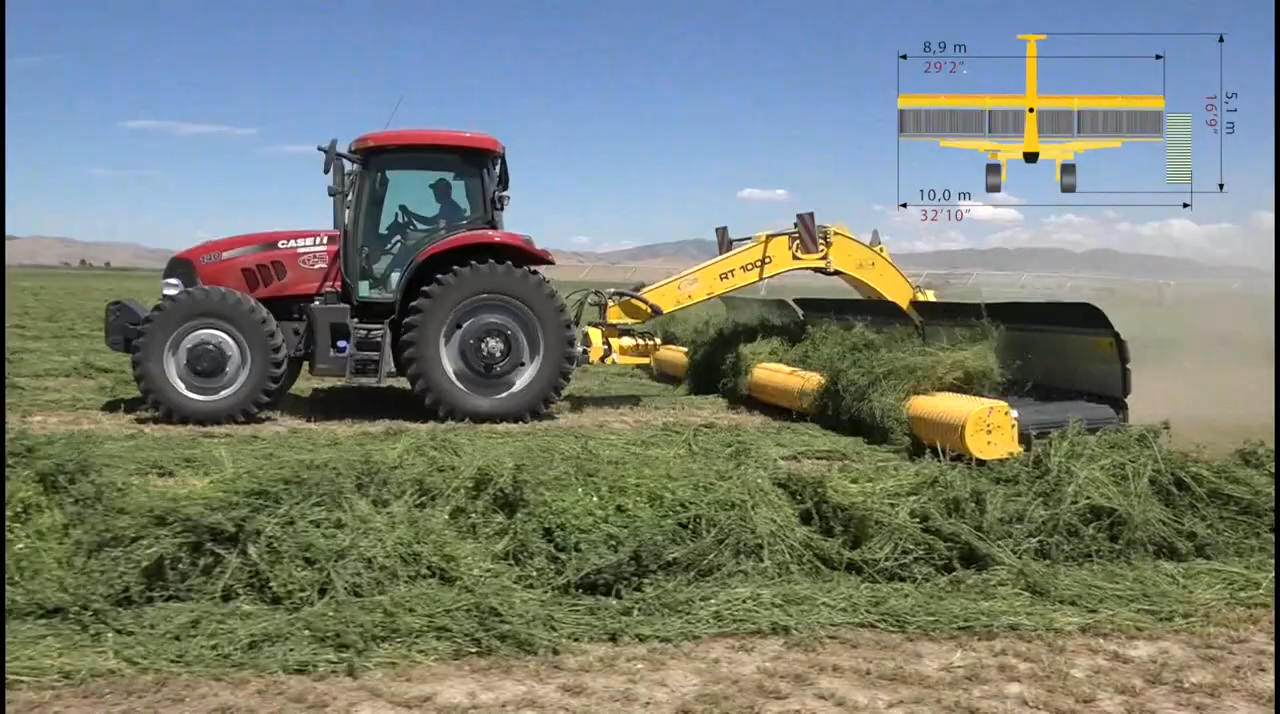 8,9 m
29'2"
5,1 m
16'9"
10,0 m
32'10"
CASE IH
140
RT 1000